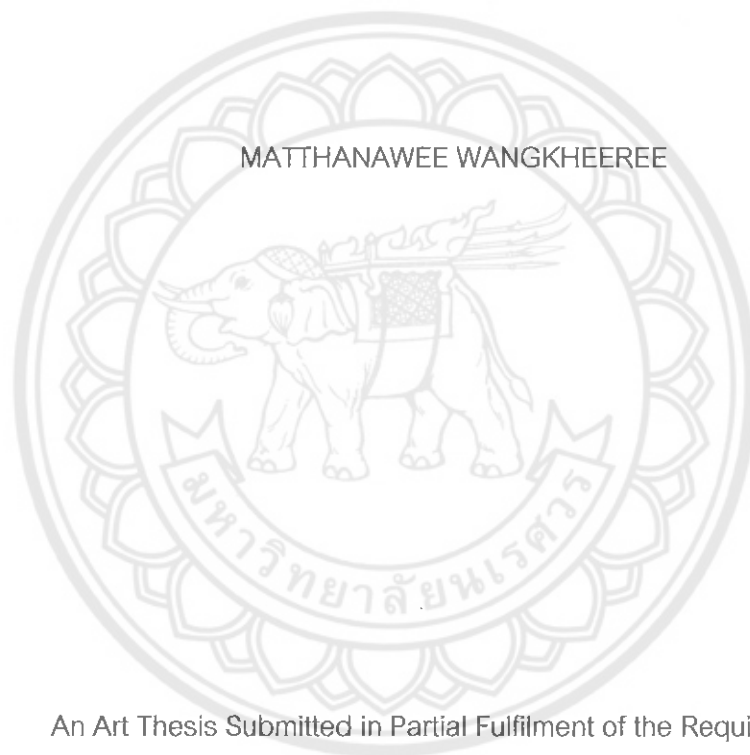 MATTHANAWEE WANGKHEEREE
มหาวิทยาลัยนเรศวร
An Art Thesis Submitted in Partial Fulfilment of the Requi